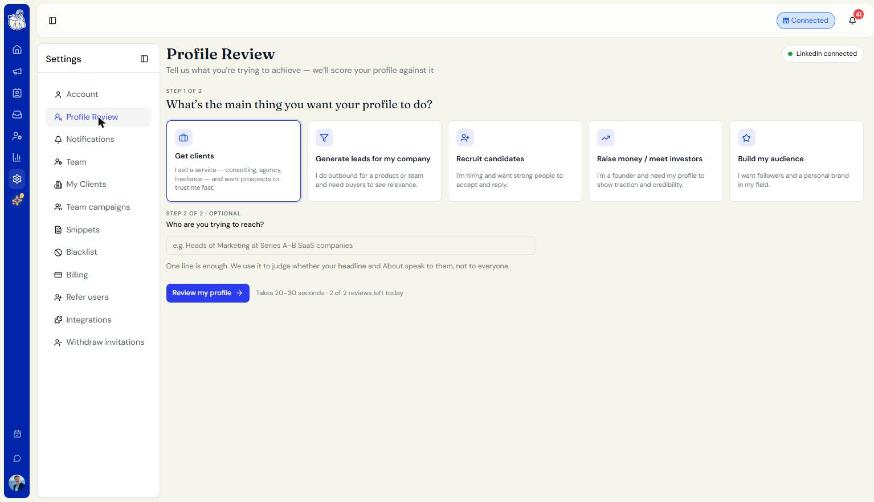 Connected
41
Settings
Account
Profile Review
Notifications
Team
My Clients
Team campaigns
Snippets
Blacklist
Billing
Refer users
Integrations
Withdraw invitations
Profile Review
Tell us what you're trying to achieve — we'll score your profile against it
LinkedIn connected
STEP 1 OF 2
What's the main thing you want your profile to do?
Get clients
I sell a service — consulting, agency,
freelance — and want prospects to
trust me fast.
Generate leads for my company
I do outbound for a product or team
and need buyers to see relevance.
Recruit candidates
I'm hiring and want strong people to
accept and reply.
Raise money / meet investors
I'm a founder and need my profile to
show traction and credibility.
Build my audience
I want followers and a personal brand
in my field.
STEP 2 OF 2 · OPTIONAL
Who are you trying to reach?
e.g. Heads of Marketing at Series A–B SaaS companies
One line is enough. We use it to judge whether your headline and About speak to them, not to everyone.
Review my profile →
Takes 20–30 seconds · 2 of 2 reviews left today